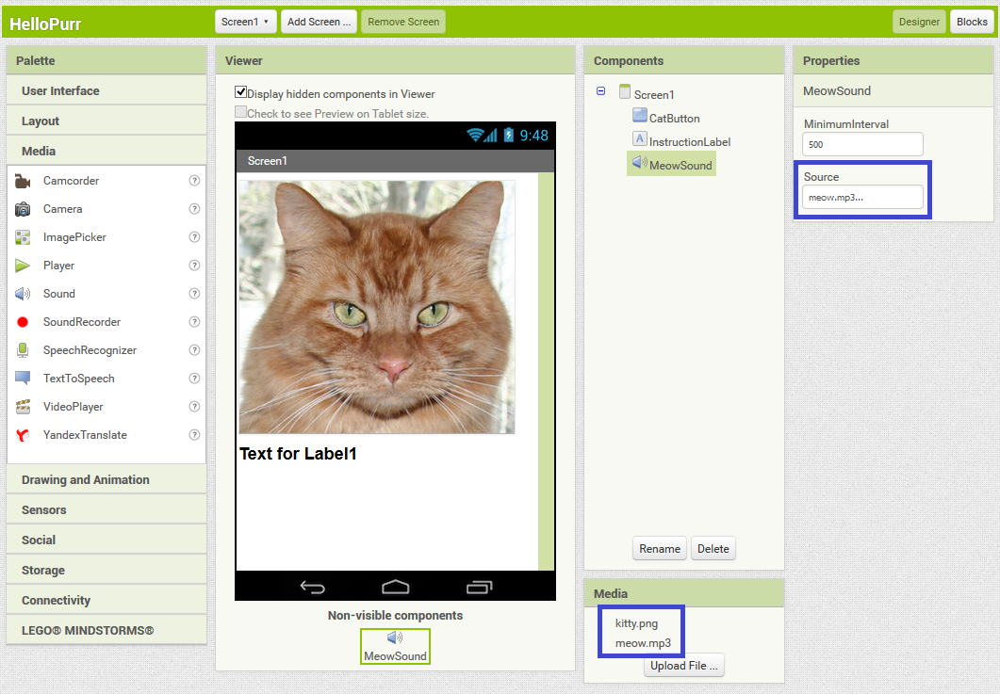 HelloPurr
Screen1
Add Screen ...
Remove Screen
Designer
Blocks
Palette
User Interface
Layout
Media
Camcorder
Camera
ImagePicker
Player
Sound
SoundRecorder
SpeechRecognizer
TextToSpeech
VideoPlayer
YandexTranslate
Drawing and Animation
Sensors
Social
Storage
Connectivity
LEGO® MINDSTORMS®
Viewer
Display hidden components in Viewer
Check to see Preview on Tablet size.
9:48
Screen1
Text for Label1
Non-visible components
MeowSound
Components
Screen1
CatButton
A InstructionLabel
MeowSound
Rename
Delete
Media
kitty.png
meow.mp3
Upload File ...
Properties
MeowSound
MinimumInterval
500
Source
meow.mp3...